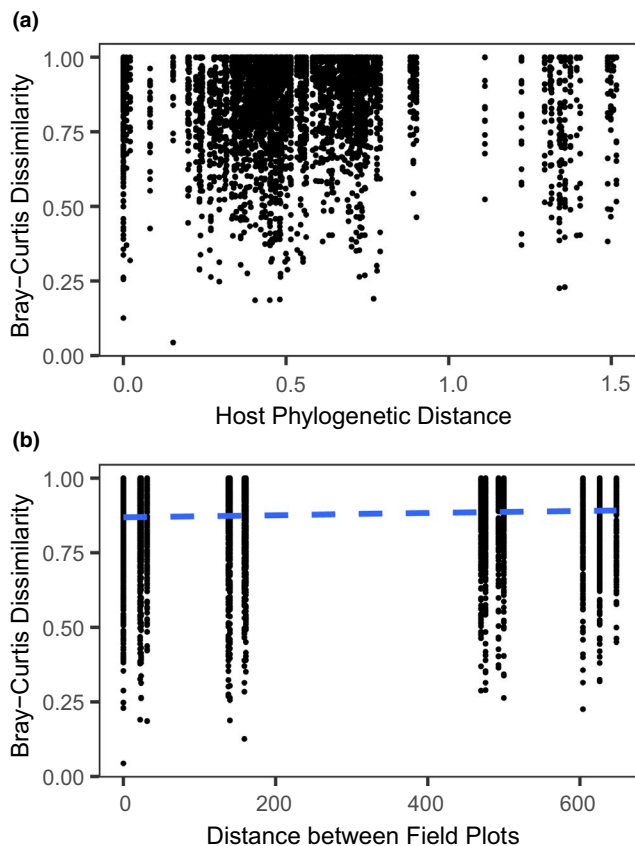 (a)
1.00
0.75
0.50
0.25
0.00
Bray−Curtis Dissimilarity
0.0 0.5 1.0 1.5
Host Phylogenetic Distance
(b)
1.00
0.75
0.50
0.25
0.00
Bray−Curtis Dissimilarity
0 200 400 600
Distance between Field Plots